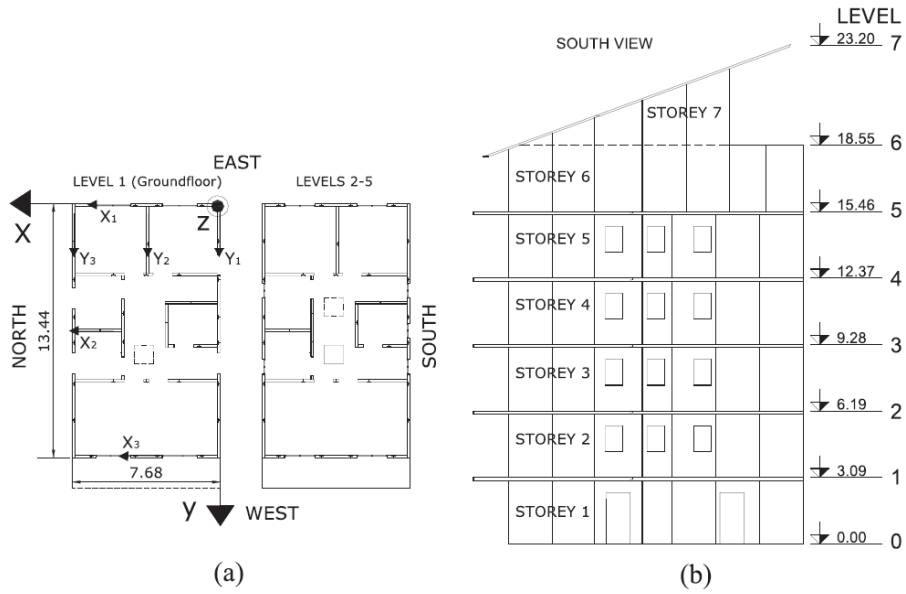 EAST
LEVEL 1 (Groundfloor)
LEVELS 2-5
X
X1
Z
Y3
Y2
Y1
NORTH
13.44
X2
SOUTH
X3
7.68
y
WEST
(a)
SOUTH VIEW
LEVEL
23.20 7
STOREY 7
18.55 6
STOREY 6
15.46 5
STOREY 5
12.37 4
STOREY 4
9.28 3
STOREY 3
6.19 2
STOREY 2
3.09 1
STOREY 1
0.00 0
(b)